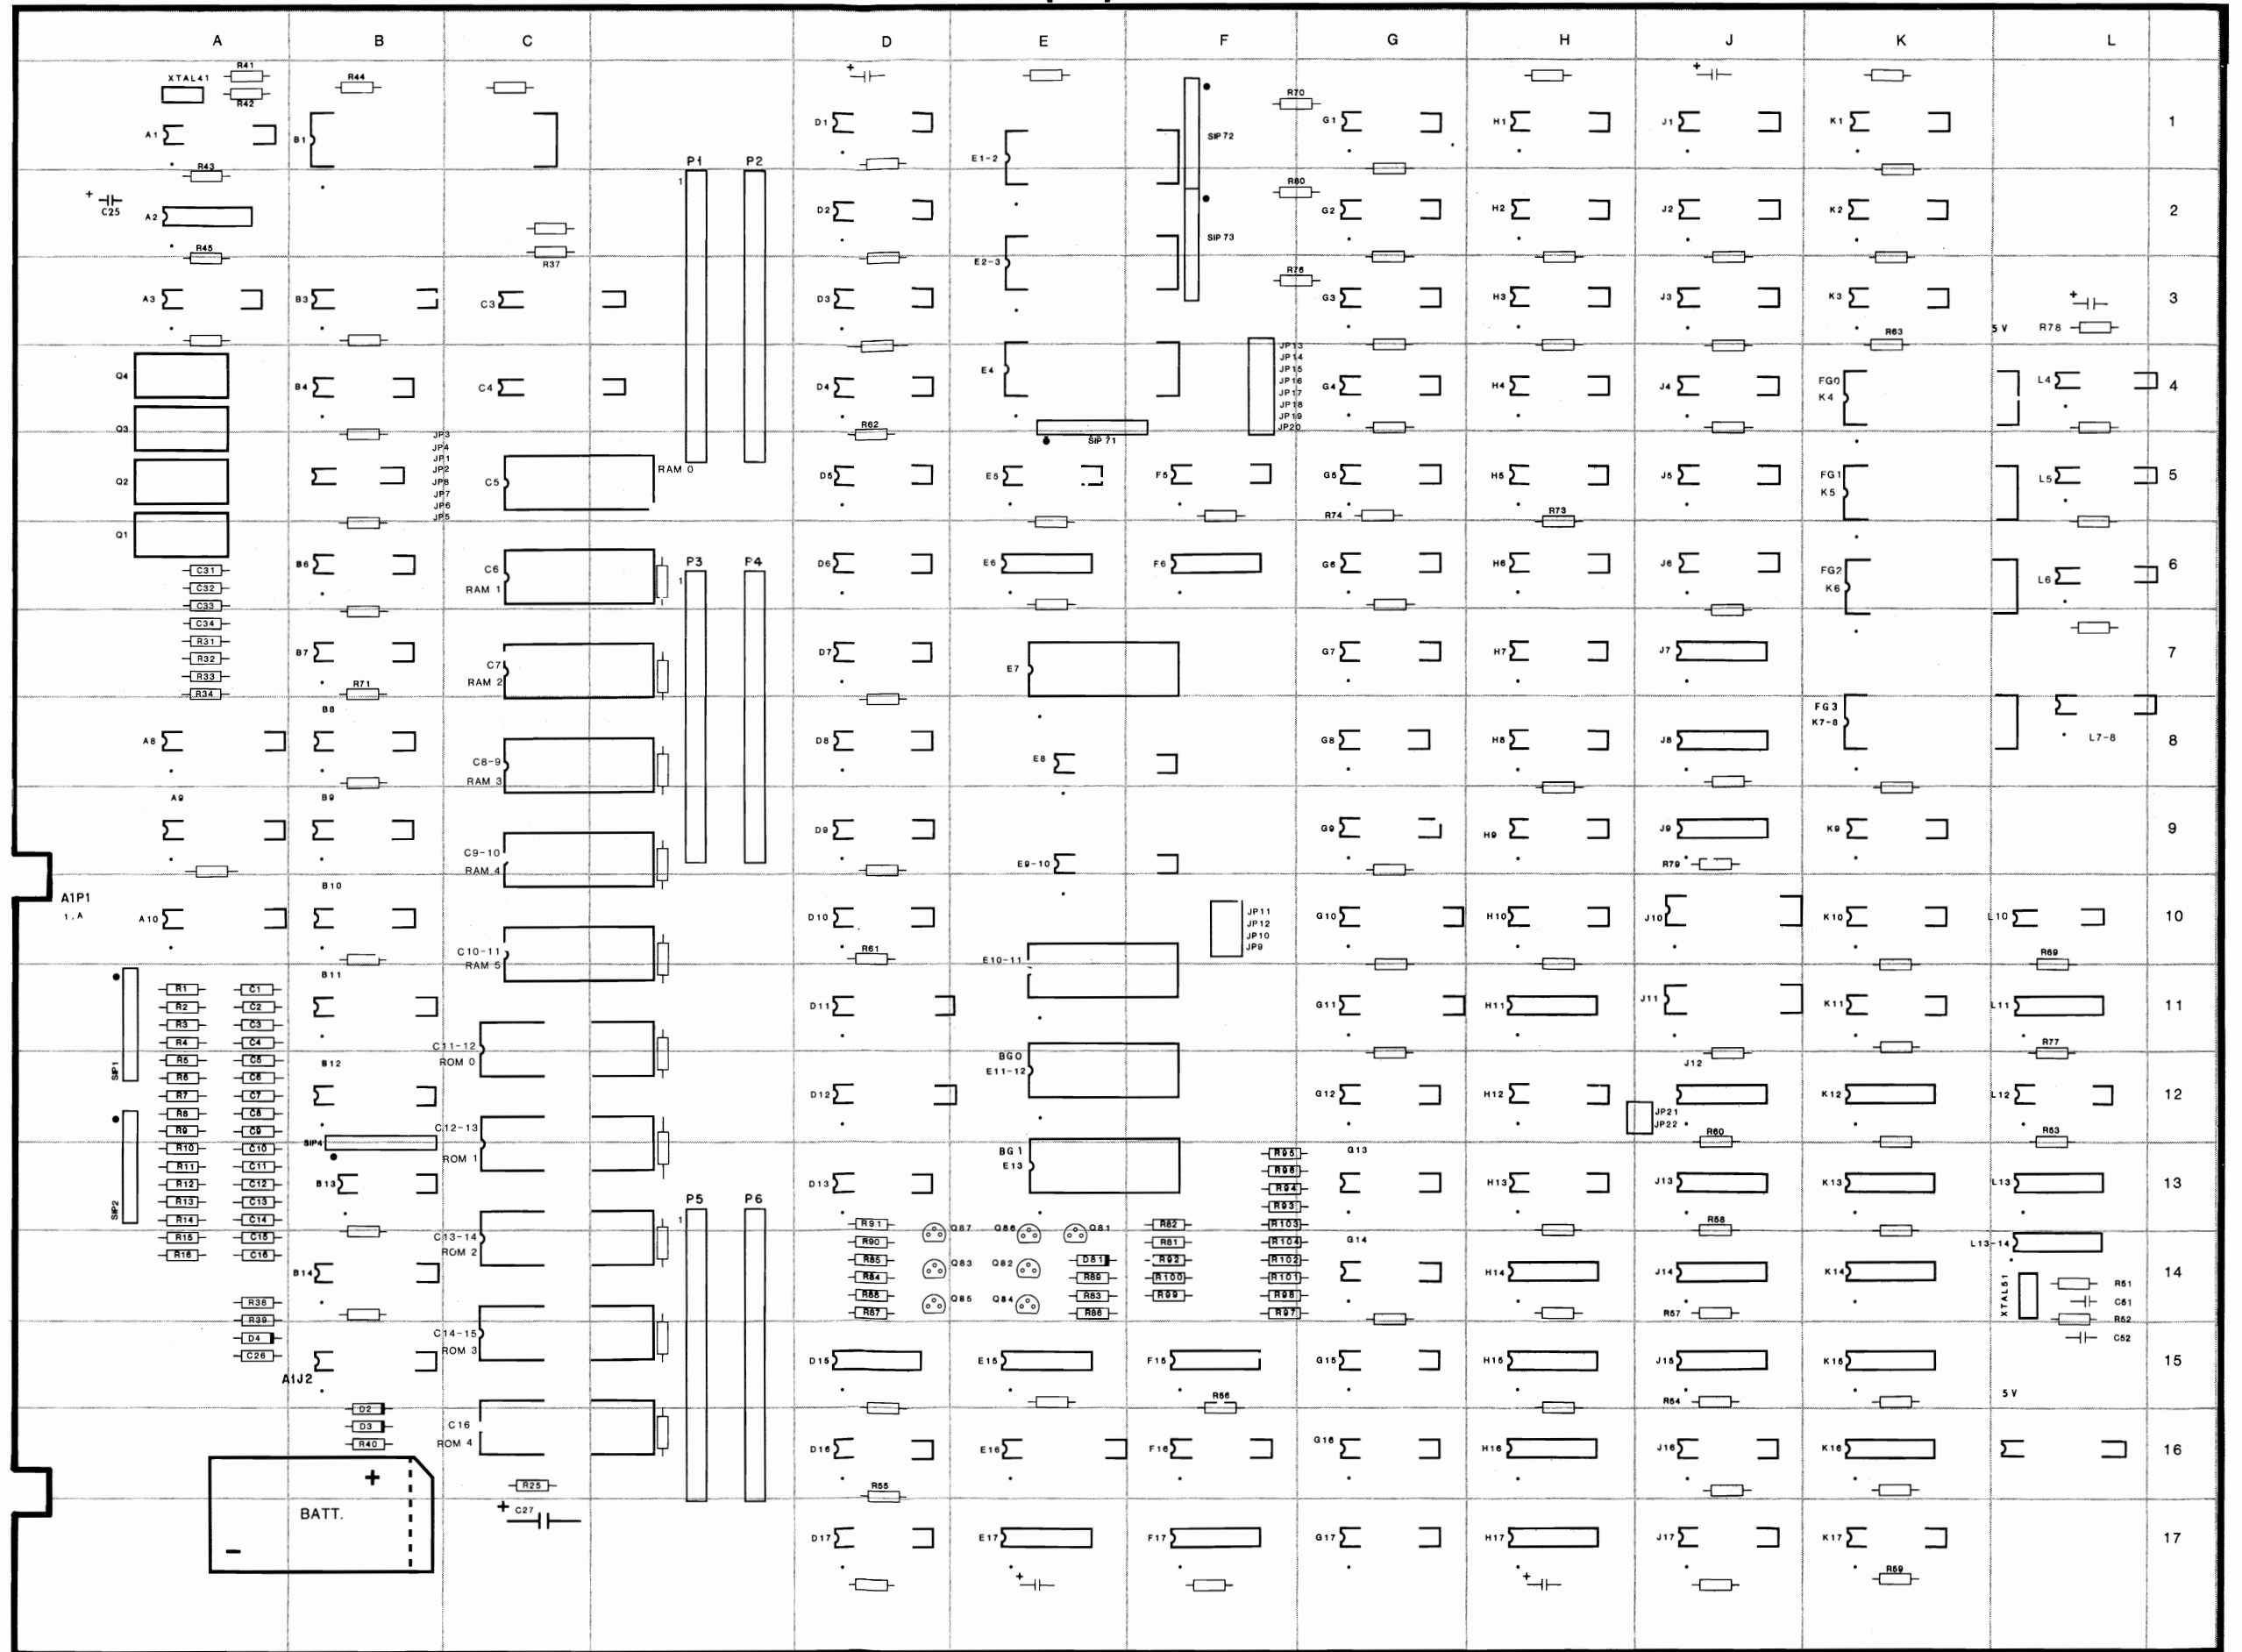 A B C D E F G H J K L
XTAL41 R41 R44
R42 R70
A1 B1 D1 E1-2 SIP 72 G1 H1 J1 K1 1
P1 P2
R43
1 R80
+ C25 A2 D2 G2 H2 J2 K2 2
R45 R37 E2-3 SIP 73
R76
A3 B3 C3 D3 G3 H3 J3 K3 3
5 V R78
R63
JP13
JP14
JP15
JP16
JP17
JP18
JP19
JP20
Q4 B4 C4 D4 E4 G4 H4 J4 FG0 K4 L4 4
Q3 R62 SIP 71
JP3
JP4
JP1
JP2
JP8
JP7
JP6
JP5
Q2 C5 RAM 0 D5 E5 F5 G5 H5 J5 FG1 K5 L5 5
R74 R73
Q1 B6 C6 RAM 1 P3 P4 1 D6 E6 F6 G6 H6 J6 FG2 K6 L6 6
C31
C32
C33
C34
R31
R32
R33
R34
B7 C7 RAM 2 D7 E7 G7 H7 J7 7
R71
B8 FG3 K7-8 L7-8
A8 C8-9 RAM 3 D8 E8 G8 H8 J8 8
A9 B9
C9-10 RAM 4 D9 E9-10 G9 H9 J9 K9 9
R79
A1P1
1.A
B10
A10 D10 G10 H10 J10 K10 L10 10
JP11
JP12
JP10
JP9
C10-11 RAM 5 R61 E10-11 R69
B11
SIP1
R1 C1
R2 C2
R3 C3
R4 C4
R5 C5
R6 C6
R7 C7
R8 C8
R9 C9
R10 C10
R11 C11
R12 C12
R13 C13
R14 C14
R15 C15
R16 C16
SIP2
D11 G11 H11 J11 K11 L11 11
C11-12 ROM 0 BG0 E11-12 R77
B12 J12
D12 G12 H12 K12 L12 12
JP21
JP22
SIP4 C12-13 ROM 1 R60 R53
BG1 E13 G13
B13 D13 H13 J13 K13 L13 13
R95
R96
R94
R93
R103
R104
R102
R101
R98
R97
P5 P6 1
C13-14 ROM 2
R91 Q87 Q86 Q81 R82 R58
R90 R81 G14 L13-14
R85 Q83 Q82 D81 R92
R84 R89 R100
R88 Q85 Q84 R83 R99
R87 R86
B14 H14 J14 K14 14
XTAL51
R51
C51
R52
C52
R57
R38
R39
D4
C26
C14-15 ROM 3
A1J2 D15 E15 F15 G15 H15 J15 K15 15
R56 R54 5 V
D2
D3
R40
C16 ROM 4 D16 E16 F16 G16 H16 J16 K16 16
+
BATT.
-
R25
+ C27 R55
D17 E17 F17 G17 H17 J17 K17 17
R59